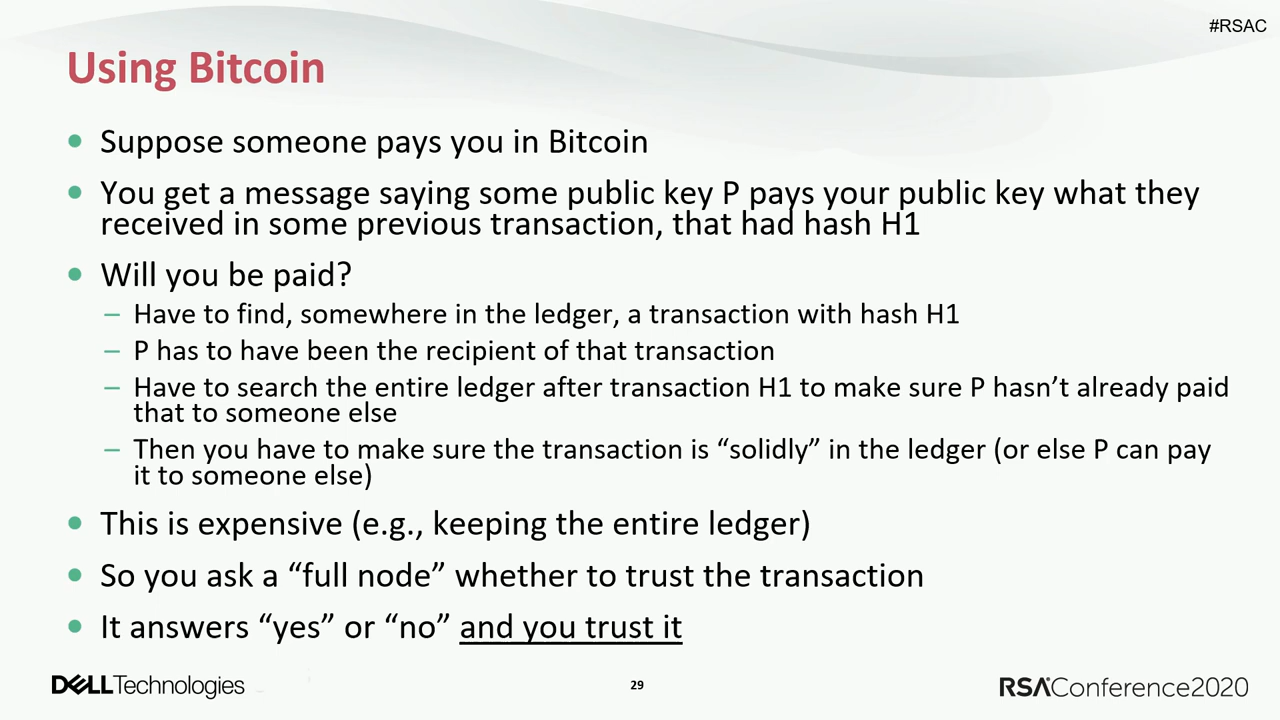 #RSAC
Using Bitcoin
• Suppose someone pays you in Bitcoin
• You get a message saying some public key P pays your public key what they
received in some previous transaction, that had hash H1
• Will you be paid?
– Have to find, somewhere in the ledger, a transaction with hash H1
– P has to have been the recipient of that transaction
– Have to search the entire ledger after transaction H1 to make sure P hasn’t already paid
that to someone else
– Then you have to make sure the transaction is “solidly” in the ledger (or else P can pay
it to someone else)
• This is expensive (e.g., keeping the entire ledger)
• So you ask a “full node” whether to trust the transaction
• It answers “yes” or “no” and you trust it
DELLTechnologies
29
RSAConference2020